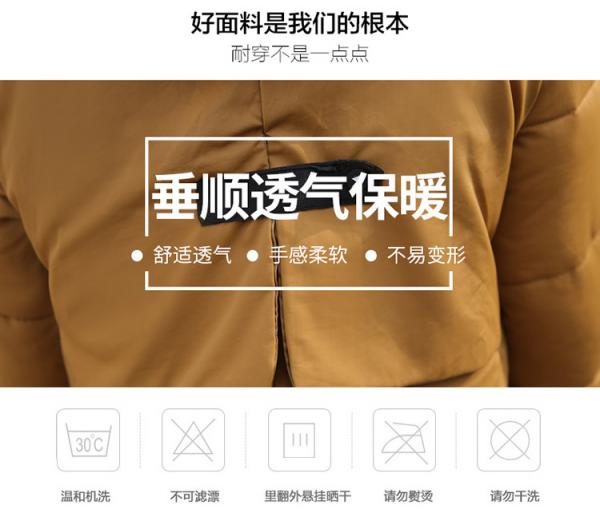 好面料是我们的根本
耐穿不是一点点
垂顺透气保暖
● 舒适透气 ● 手感柔软 ● 不易变形
30℃
温和机洗 不可滤漂 里翻外悬挂晒干 请勿熨烫 请勿干洗